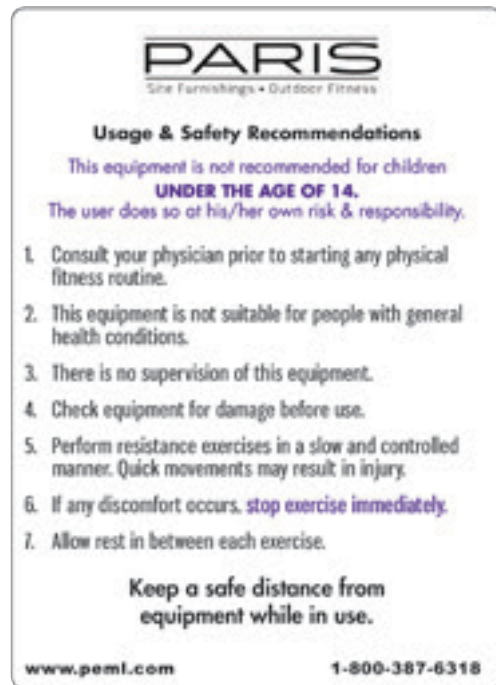 PARIS
Site Furnishings • Outdoor Fitness
Usage & Safety Recommendations
This equipment is not recommended for children
UNDER THE AGE OF 14.
The user does so at his/her own risk & responsibility.
1. Consult your physician prior to starting any physical
fitness routine.
2. This equipment is not suitable for people with general
health conditions.
3. There is no supervision of this equipment.
4. Check equipment for damage before use.
5. Perform resistance exercises in a slow and controlled
manner. Quick movements may result in injury.
6. If any discomfort occurs, stop exercise immediately.
7. Allow rest in between each exercise.
Keep a safe distance from
equipment while in use.
www.peml.com 1-800-387-6318